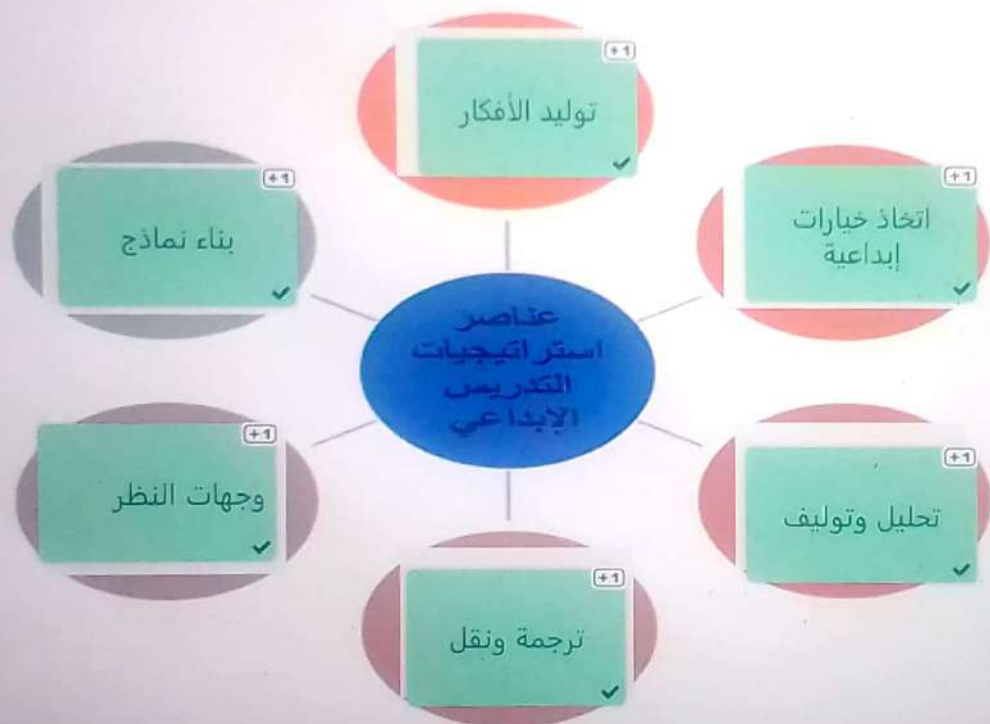 +1
توليد الأفكار
+1
اتخاذ خيارات
إبداعية
+1
بناء نماذج
عناصر
استراتيجيات
التدريس
الإبداعي
+1
تحليل وتوليف
+1
وجهات النظر
+1
ترجمة ونقل